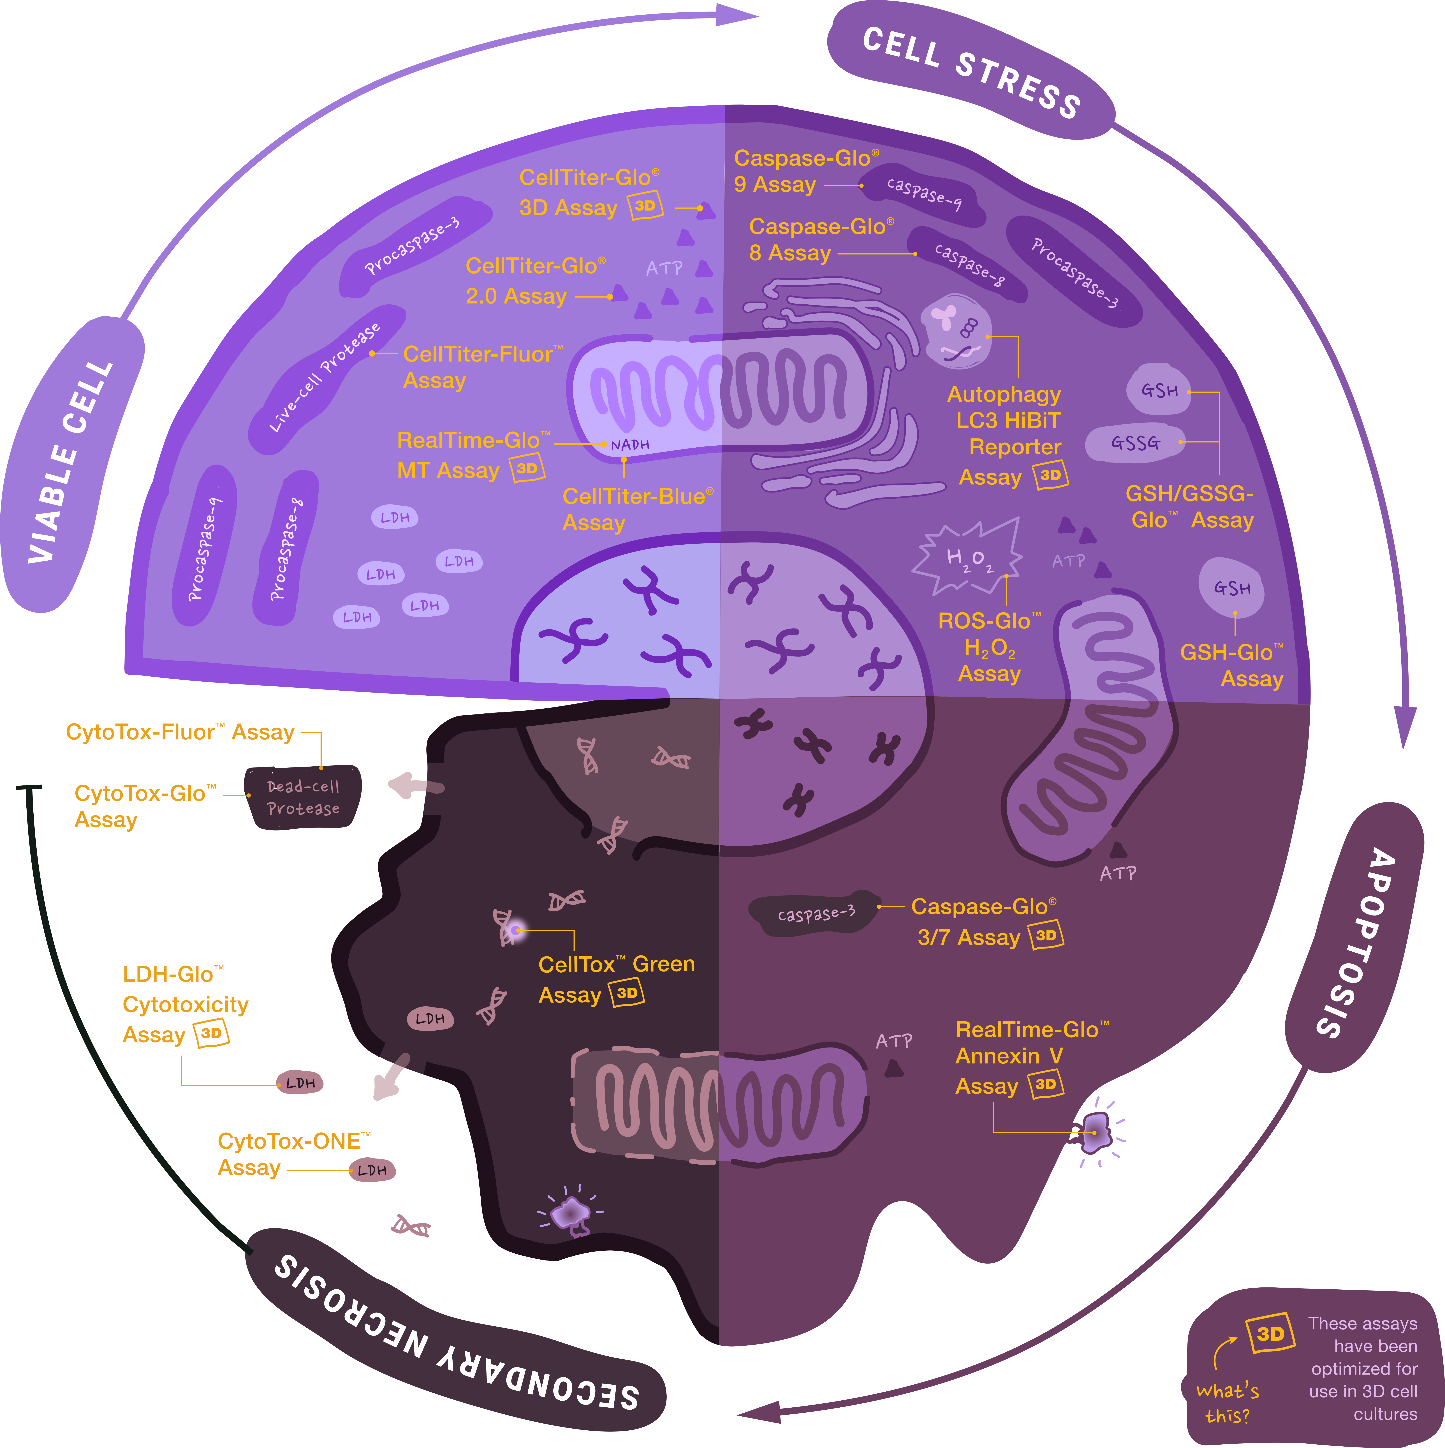 CELL STRESS
VIABLE CELL
CellTiter-Glo®
3D Assay 3D
ATP
CellTiter-Glo®
2.0 Assay
Procaspase-3
Live-cell Protease
CellTiter-Fluor™
Assay
RealTime-Glo™
MT Assay 3D
NADH
CellTiter-Blue®
Assay
Procaspase-9
Procaspase-8
LDH
LDH
LDH
LDH
LDH
Caspase-Glo®
9 Assay
caspase-9
Caspase-Glo®
8 Assay
caspase-8
Procaspase-3
Autophagy
LC3 HiBiT
Reporter
Assay 3D
GSH
GSSG
GSH/GSSG-
Glo™ Assay
H2O2
ATP
ROS-Glo™
H2O2
Assay
GSH
GSH-Glo™
Assay
APOPTOSIS
ATP
caspase-3
Caspase-Glo®
3/7 Assay 3D
ATP
RealTime-Glo™
Annexin V
Assay 3D
CytoTox-Fluor™ Assay
CytoTox-Glo™
Assay
Dead-cell
Protease
CellTox™ Green
Assay 3D
LDH
LDH-Glo™
Cytotoxicity
Assay 3D
LDH
CytoTox-ONE™
Assay
LDH
SECONDARY NECROSIS
3D
what's
this?
These assays
have been
optimized for
use in 3D cell
cultures